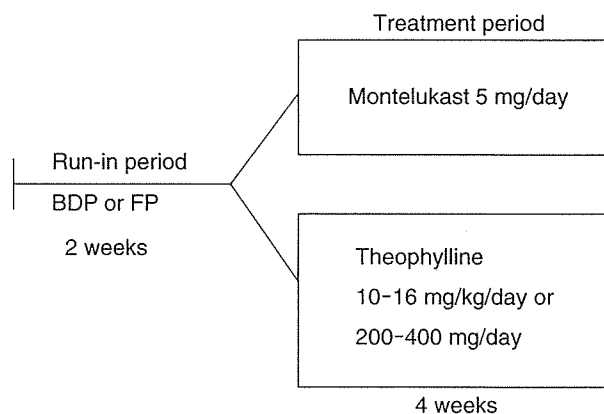 Treatment period
Montelukast 5 mg/day
Run-in period
BDP or FP
2 weeks
Theophylline
10-16 mg/kg/day or
200-400 mg/day
4 weeks